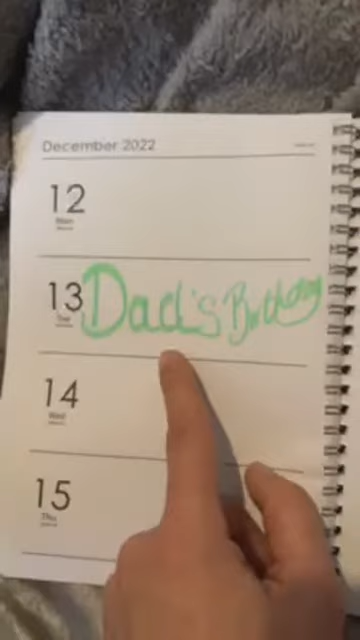 December 2022
12
Mon
13
Tue
Dad's Birthday
14
Wed
15
Thu